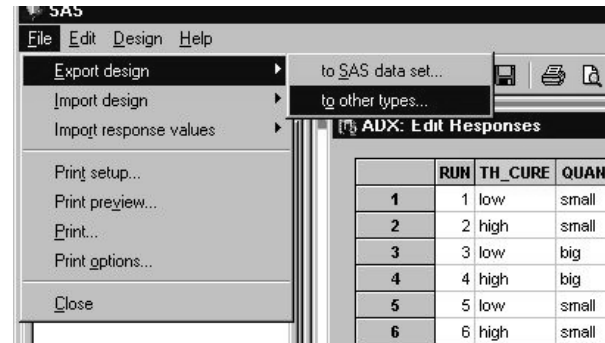 SAS
File Edit Design Help
Export design
Import design
Import response values
Print setup...
Print preview...
Print...
Print options...
Close
to SAS data set...
to other types...
ADX: Edit Responses
RUN TH_CURE QUAN
1 1 low small
2 2 high small
3 3 low big
4 4 high big
5 5 low small
6 6 high small